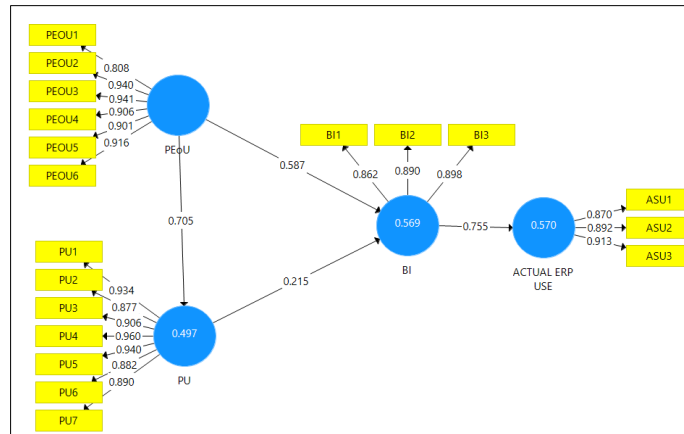 PEOU1
PEOU2
PEOU3
PEOU4
PEOU5
PEOU6
0.808
0.940
0.941
0.906
0.901
0.916
PEoU
BI1
BI2
BI3
0.862
0.890
0.898
0.587
0.705
0.215
0.569
BI
0.755
0.570
ACTUAL ERP
USE
0.870
0.892
0.913
ASU1
ASU2
ASU3
PU1
PU2
PU3
PU4
PU5
PU6
PU7
0.934
0.877
0.906
0.960
0.940
0.882
0.890
0.497
PU